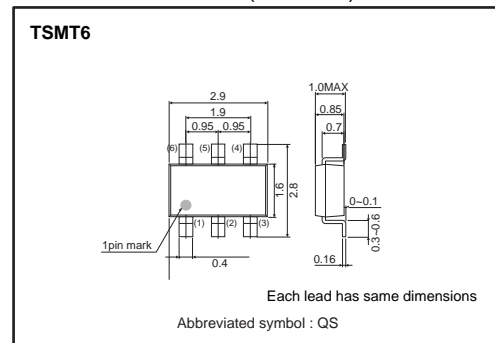 TSMT6
1.0MAX
2.9
0.85
1.9
0.7
0.95 0.95
(6) (5) (4)
1.6
2.8
0~0.1
(1) (2) (3)
1pin mark
0.3~0.6
0.4
0.16
Each lead has same dimensions
Abbreviated symbol : QS